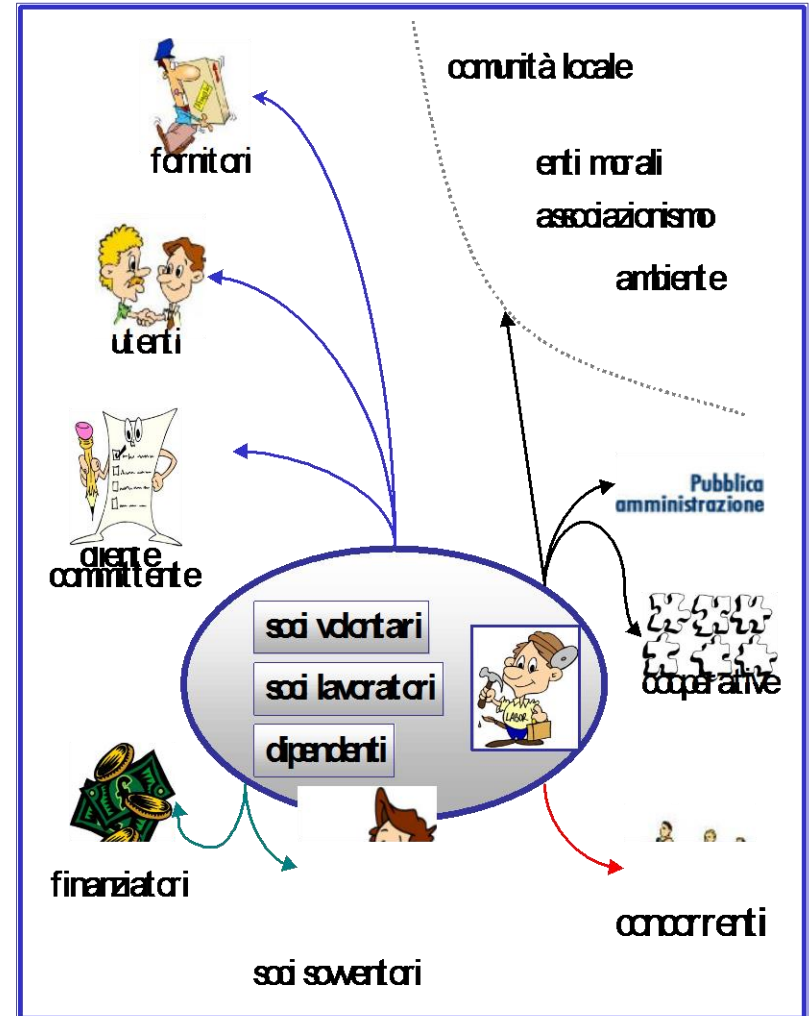 comunità locale
fornitori
enti morali
associazionismo
ambiente
utenti
Pubblica
amministrazione
cliente
committente
soci volontari
soci lavoratori
dipendenti
LABOR
cooperative
finanziatori
concorrenti
soci sovventori